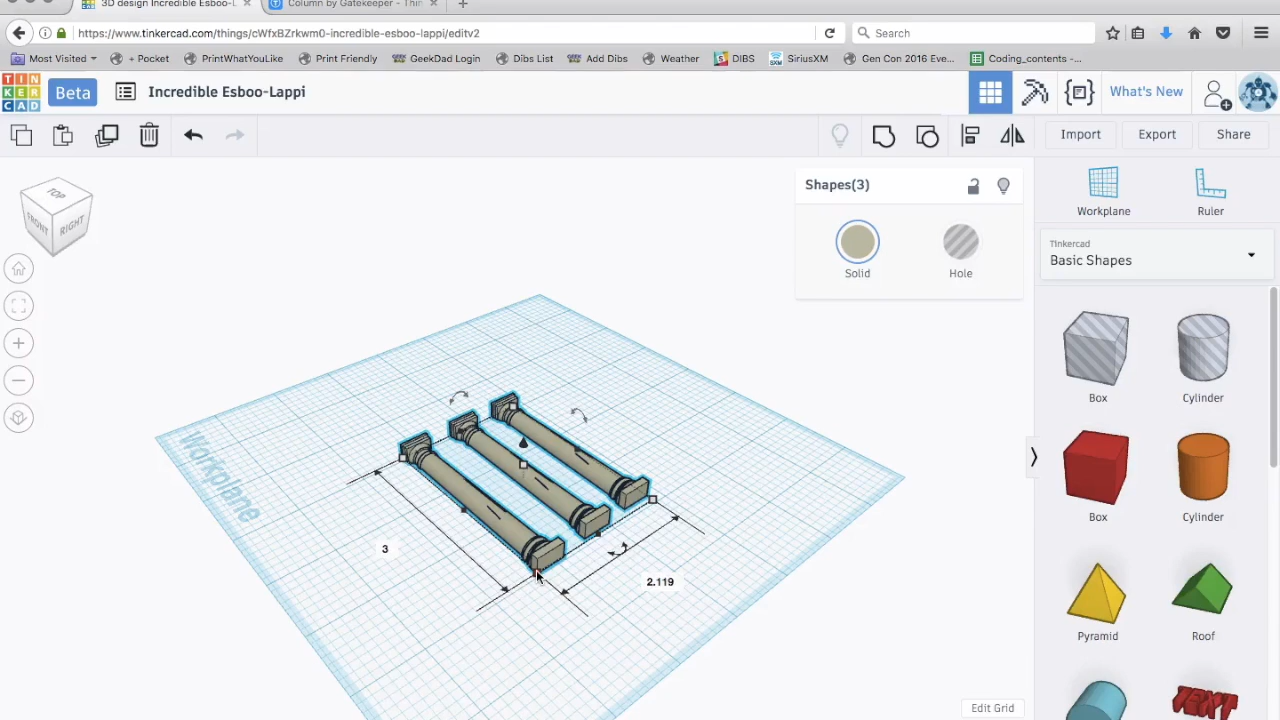 3D design Incredible Esboo-L
Column by Gatekeeper - Thin
https://www.tinkercad.com/things/cWfxBZrkwm0-incredible-esboo-lappi/editv2
Search
Most Visited
+ Pocket
PrintWhatYouLike
Print Friendly
GeekDad Login
Dibs List
Add Dibs
Weather
DIBS
SiriusXM
Gen Con 2016 Eve...
Coding_contents -...
TIN
KER
CAD
Beta
Incredible Esboo-Lappi
What's New
Import
Export
Share
TOP
FRONT
RIGHT
Shapes(3)
Solid
Hole
Workplane
Ruler
Tinkercad
Basic Shapes
Box
Cylinder
Box
Cylinder
Pyramid
Roof
TEXT
Workplane
3
2.119
Edit Grid